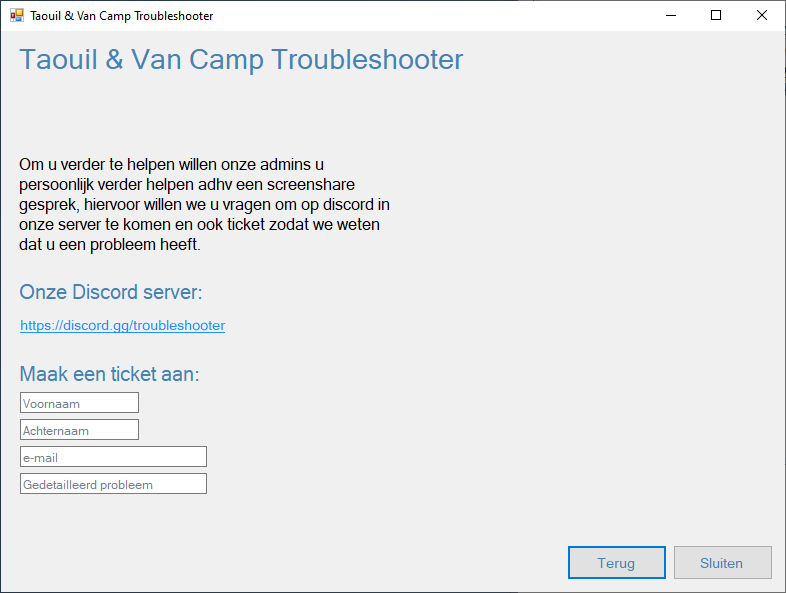 Taouil & Van Camp Troubleshooter
Taouil & Van Camp Troubleshooter
Om u verder te helpen willen onze admins u
persoonlijk verder helpen adhv een screenshare
gesprek, hiervoor willen we u vragen om op discord in
onze server te komen en ook ticket zodat we weten
dat u een probleem heeft.
Onze Discord server:
https://discord.gg/troubleshooter
Maak een ticket aan:
Voornaam
Achternaam
e-mail
Gedetailleerd probleem
Terug
Sluiten